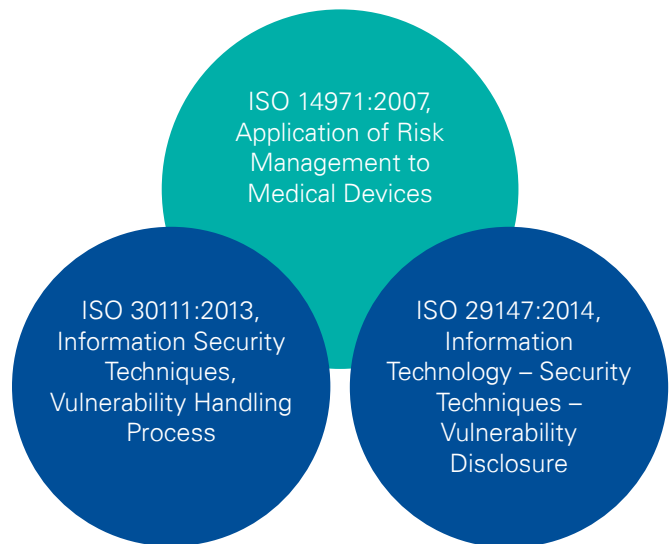 ISO 14971:2007,
Application of Risk
Management to
Medical Devices
ISO 30111:2013,
Information Security
Techniques,
Vulnerability Handling
Process
ISO 29147:2014,
Information
Technology – Security
Techniques –
Vulnerability
Disclosure